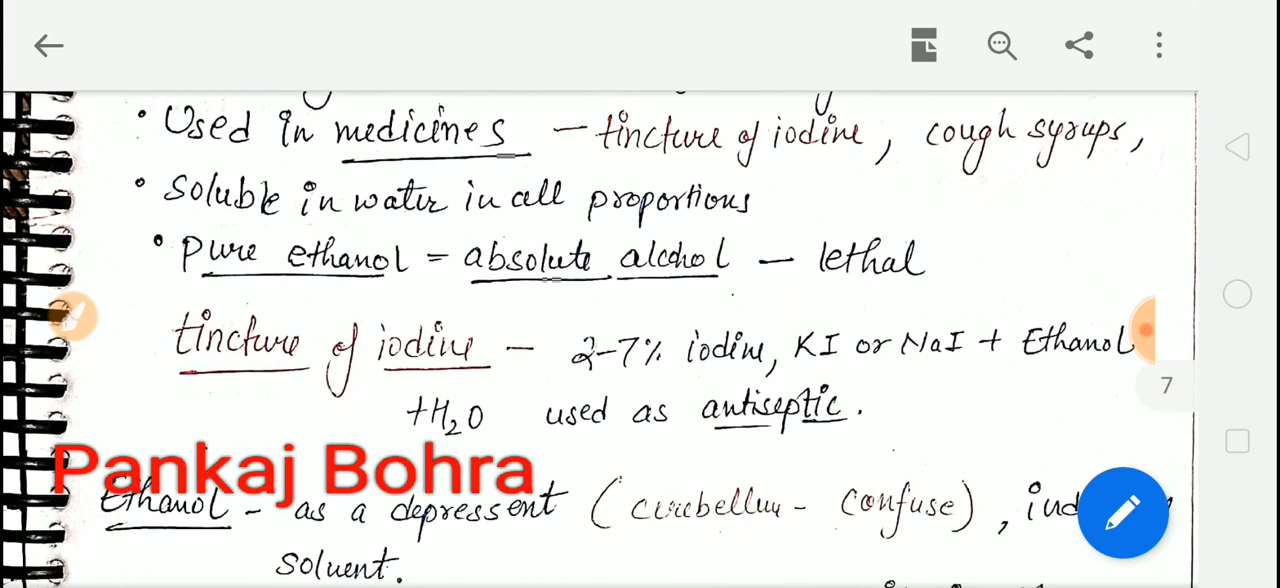 • Used in medicines – tincture of iodine, cough syrups,
• Soluble in water in all proportions
• pure ethanol = absolute alcohol – lethal
tincture of iodine – 2-7% iodine, KI or NaI + Ethanol
7
+H₂O used as antiseptic.
Pankaj Bohra
Ethanol – as a depressent (cerebellum – confuse),
solvent.